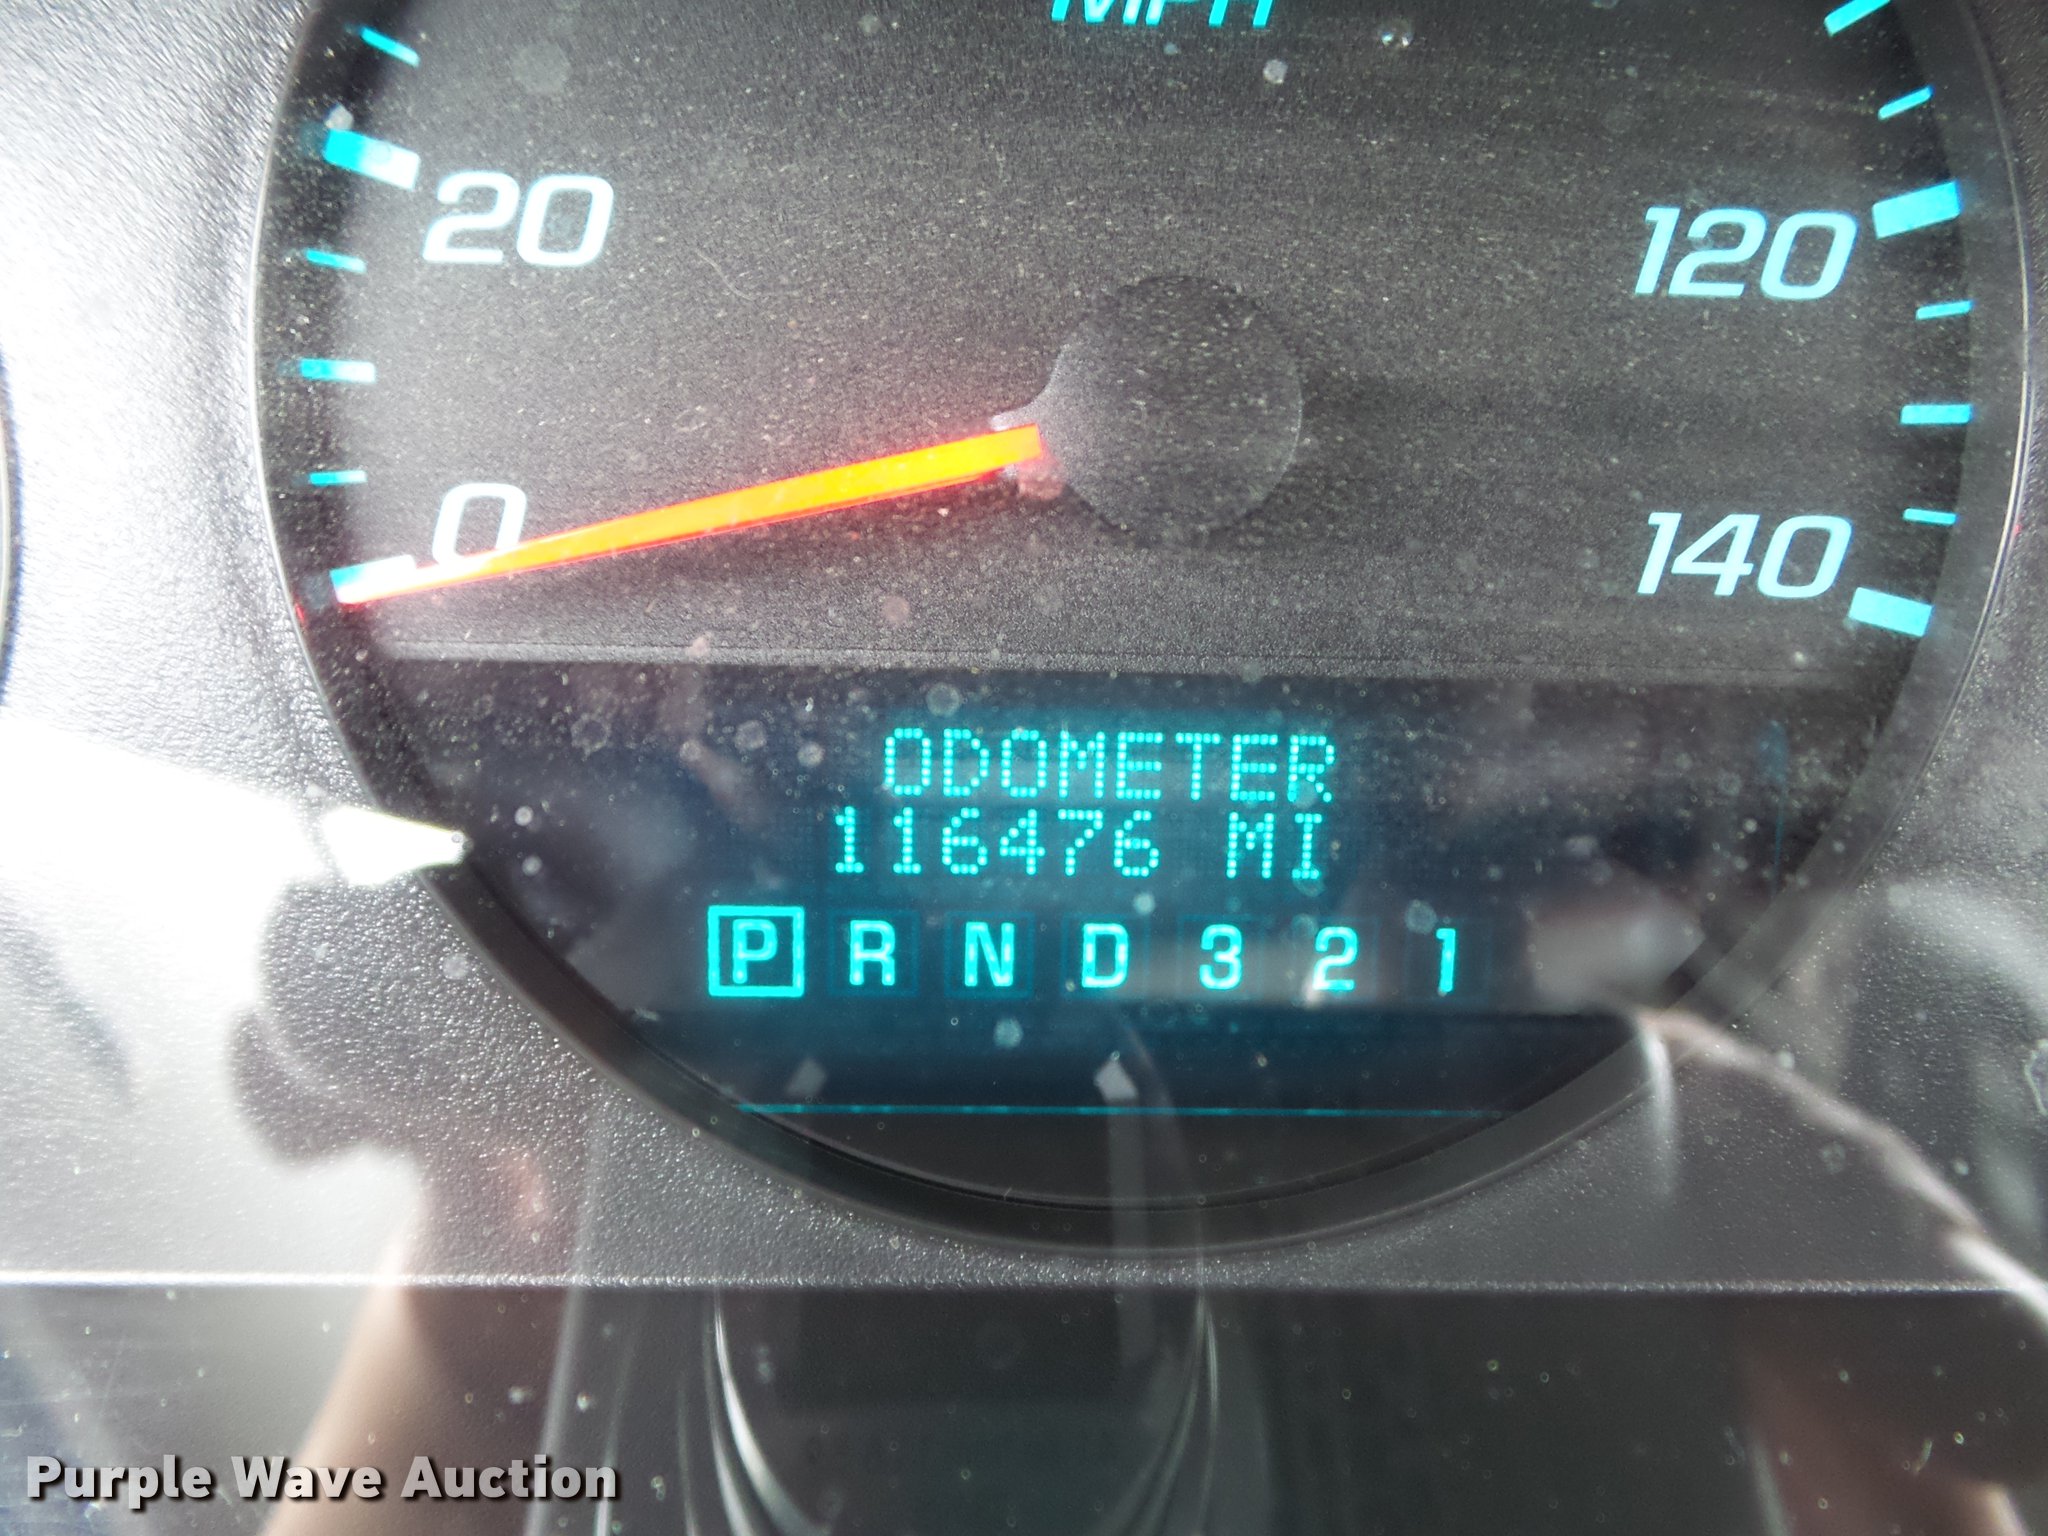 MPH
20
120
0
140
ODOMETER
116476 MI
P R N D 3 2 1
Purple Wave Auction